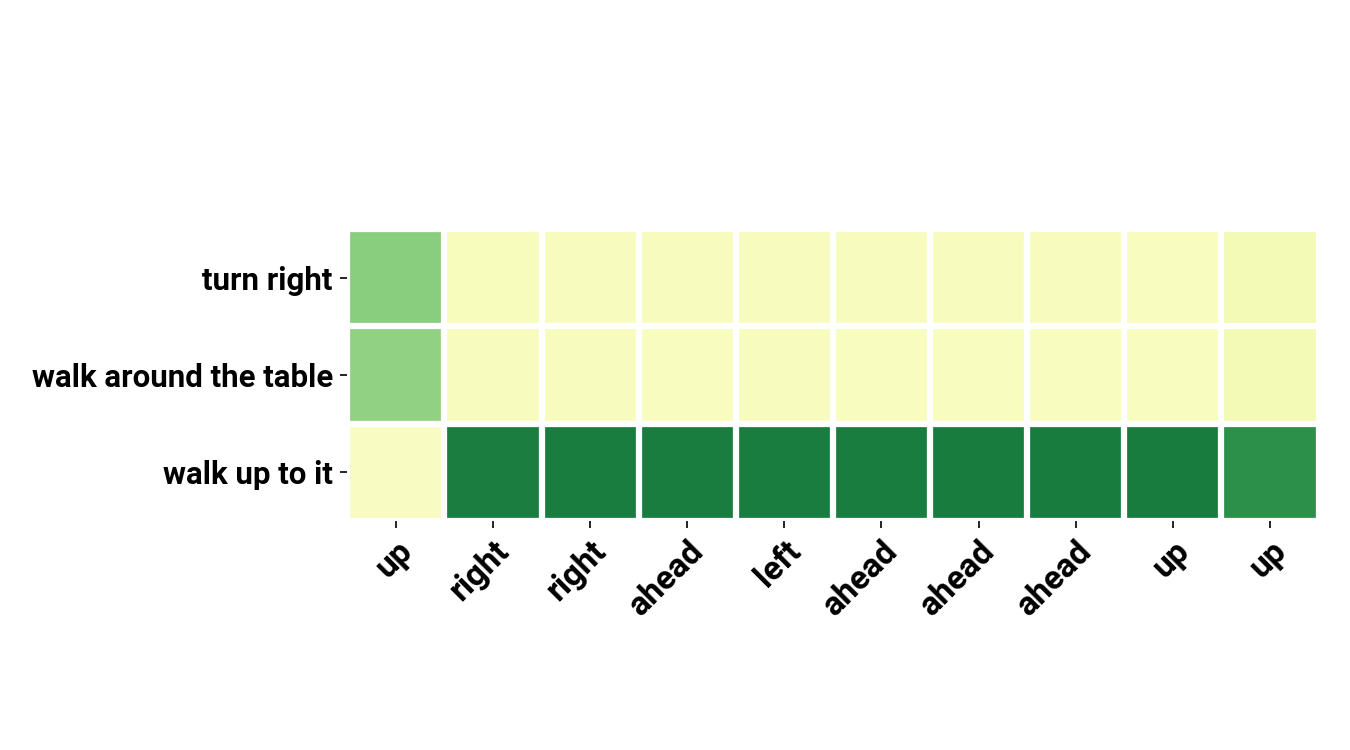 turn right
walk around the table
walk up to it
up
right
right
ahead
left
ahead
ahead
ahead
up
up